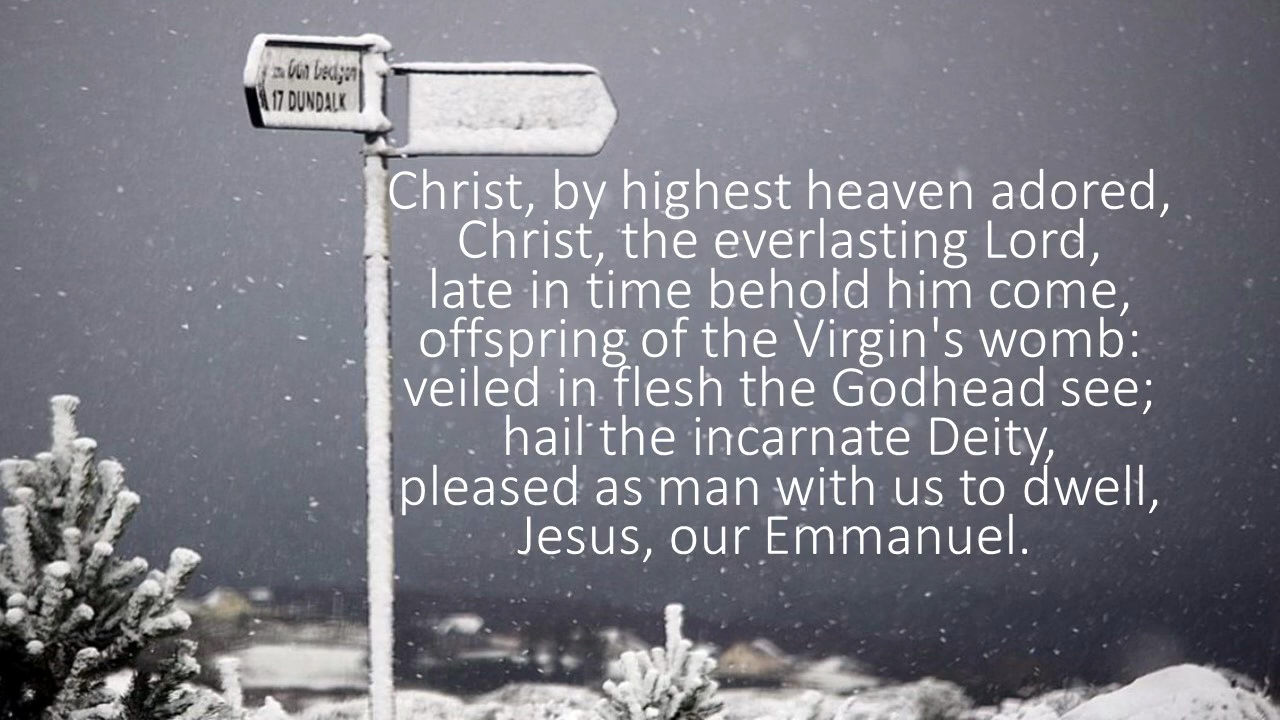 Dún Dealgan
17 DUNDALK
Christ, by highest heaven adored,
Christ, the everlasting Lord,
late in time behold him come,
offspring of the Virgin's womb:
veiled in flesh the Godhead see;
hail the incarnate Deity,
pleased as man with us to dwell,
Jesus, our Emmanuel.